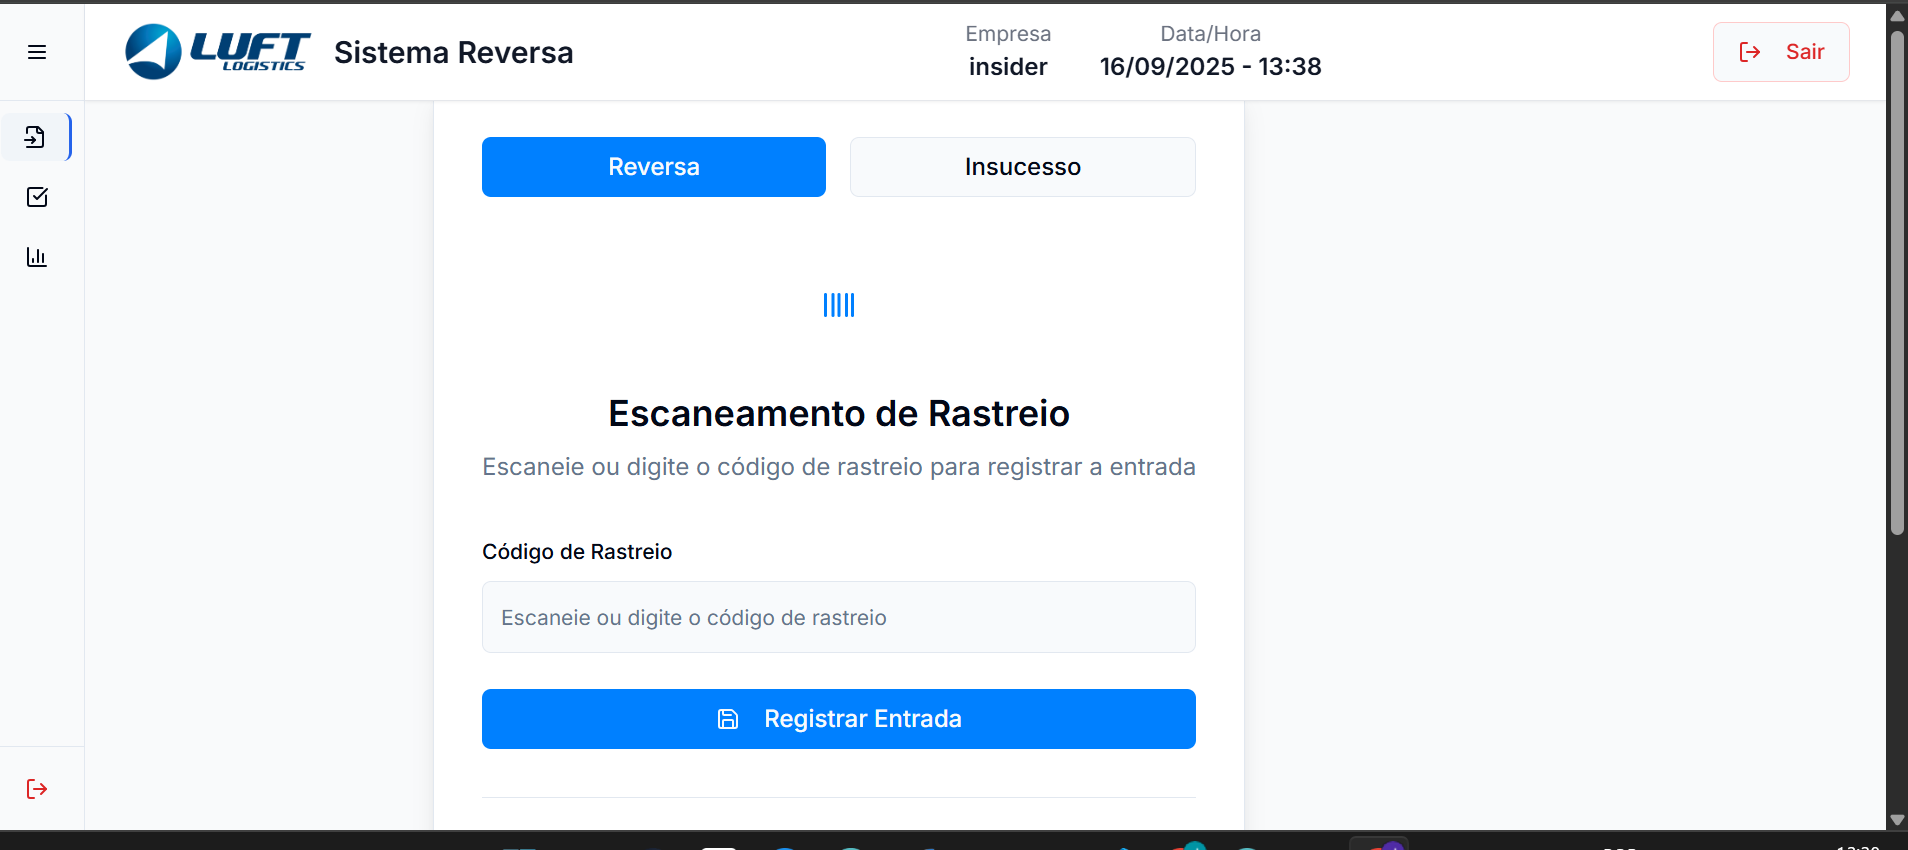 LUFT
LOGISTICS
Sistema Reversa
Empresa
insider
Data/Hora
16/09/2025 - 13:38
Sair
Reversa
Insucesso
Escaneamento de Rastreio
Escaneie ou digite o código de rastreio para registrar a entrada
Código de Rastreio
Escaneie ou digite o código de rastreio
Registrar Entrada